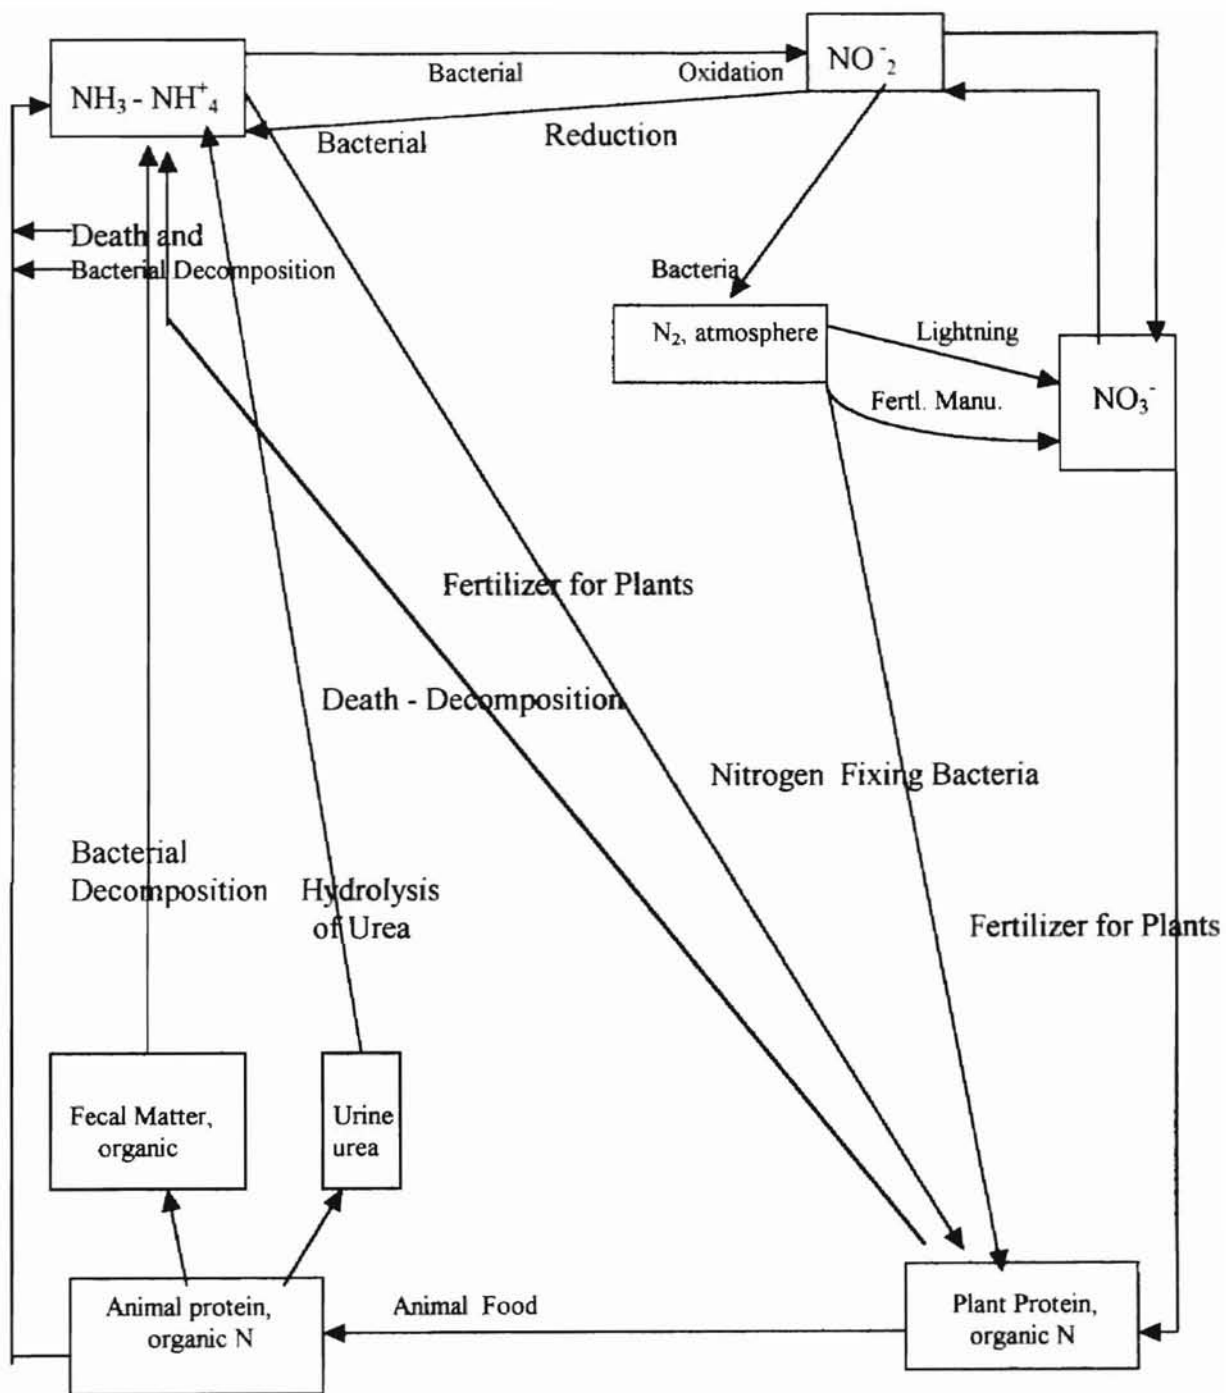 NH₃ - NH⁺₄
NO⁻₂
Bacterial Oxidation
Bacterial Reduction
Death and
Bacterial Decomposition
Bacteria
N₂, atmosphere
Lightning
Fertl. Manu.
NO₃⁻
Fertilizer for Plants
Death - Decomposition
Nitrogen Fixing Bacteria
Bacterial
Decomposition
Hydrolysis
of Urea
Fertilizer for Plants
Fecal Matter,
organic
Urine
urea
Animal protein,
organic N
Animal Food
Plant Protein,
organic N